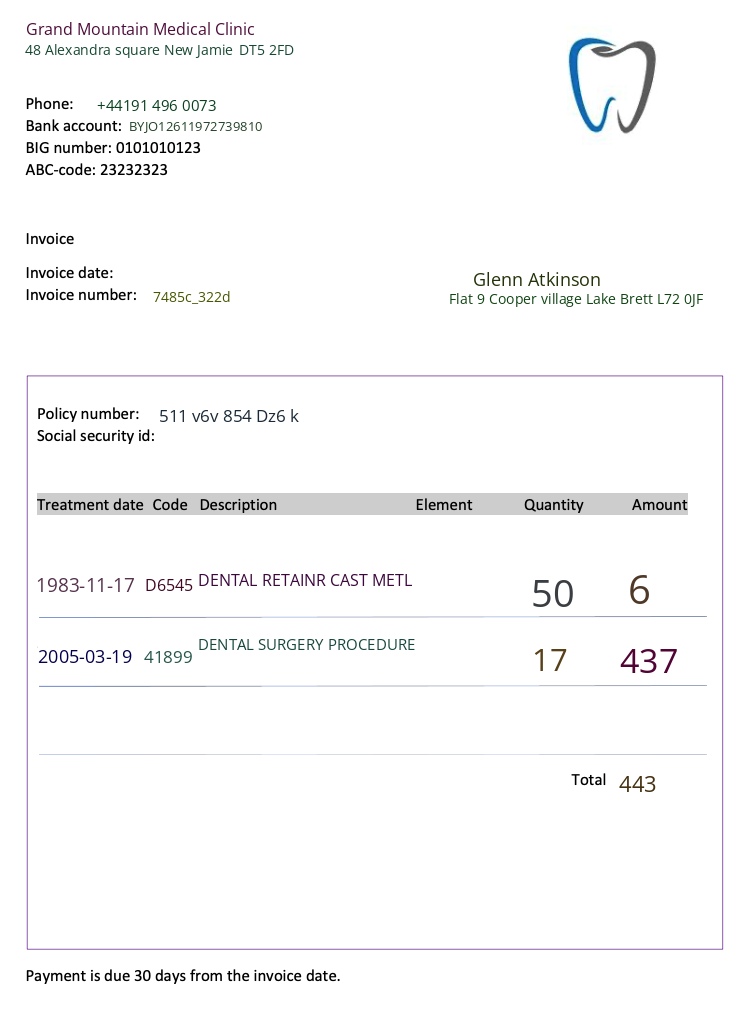 Grand Mountain Medical Clinic
48 Alexandra square New Jamie DT5 2FD
Phone: +44191 496 0073
Bank account: BYJO12611972739810
BIG number: 0101010123
ABC-code: 23232323
Invoice
Invoice date:
Invoice number: 7485c_322d
Glenn Atkinson
Flat 9 Cooper village Lake Brett L72 0JF
Policy number: 511 v6v 854 Dz6 k
Social security id:
Treatment date Code Description Element Quantity Amount
1983-11-17 D6545 DENTAL RETAINR CAST METL 50 6
2005-03-19 41899 DENTAL SURGERY PROCEDURE 17 437
Total 443
Payment is due 30 days from the invoice date.